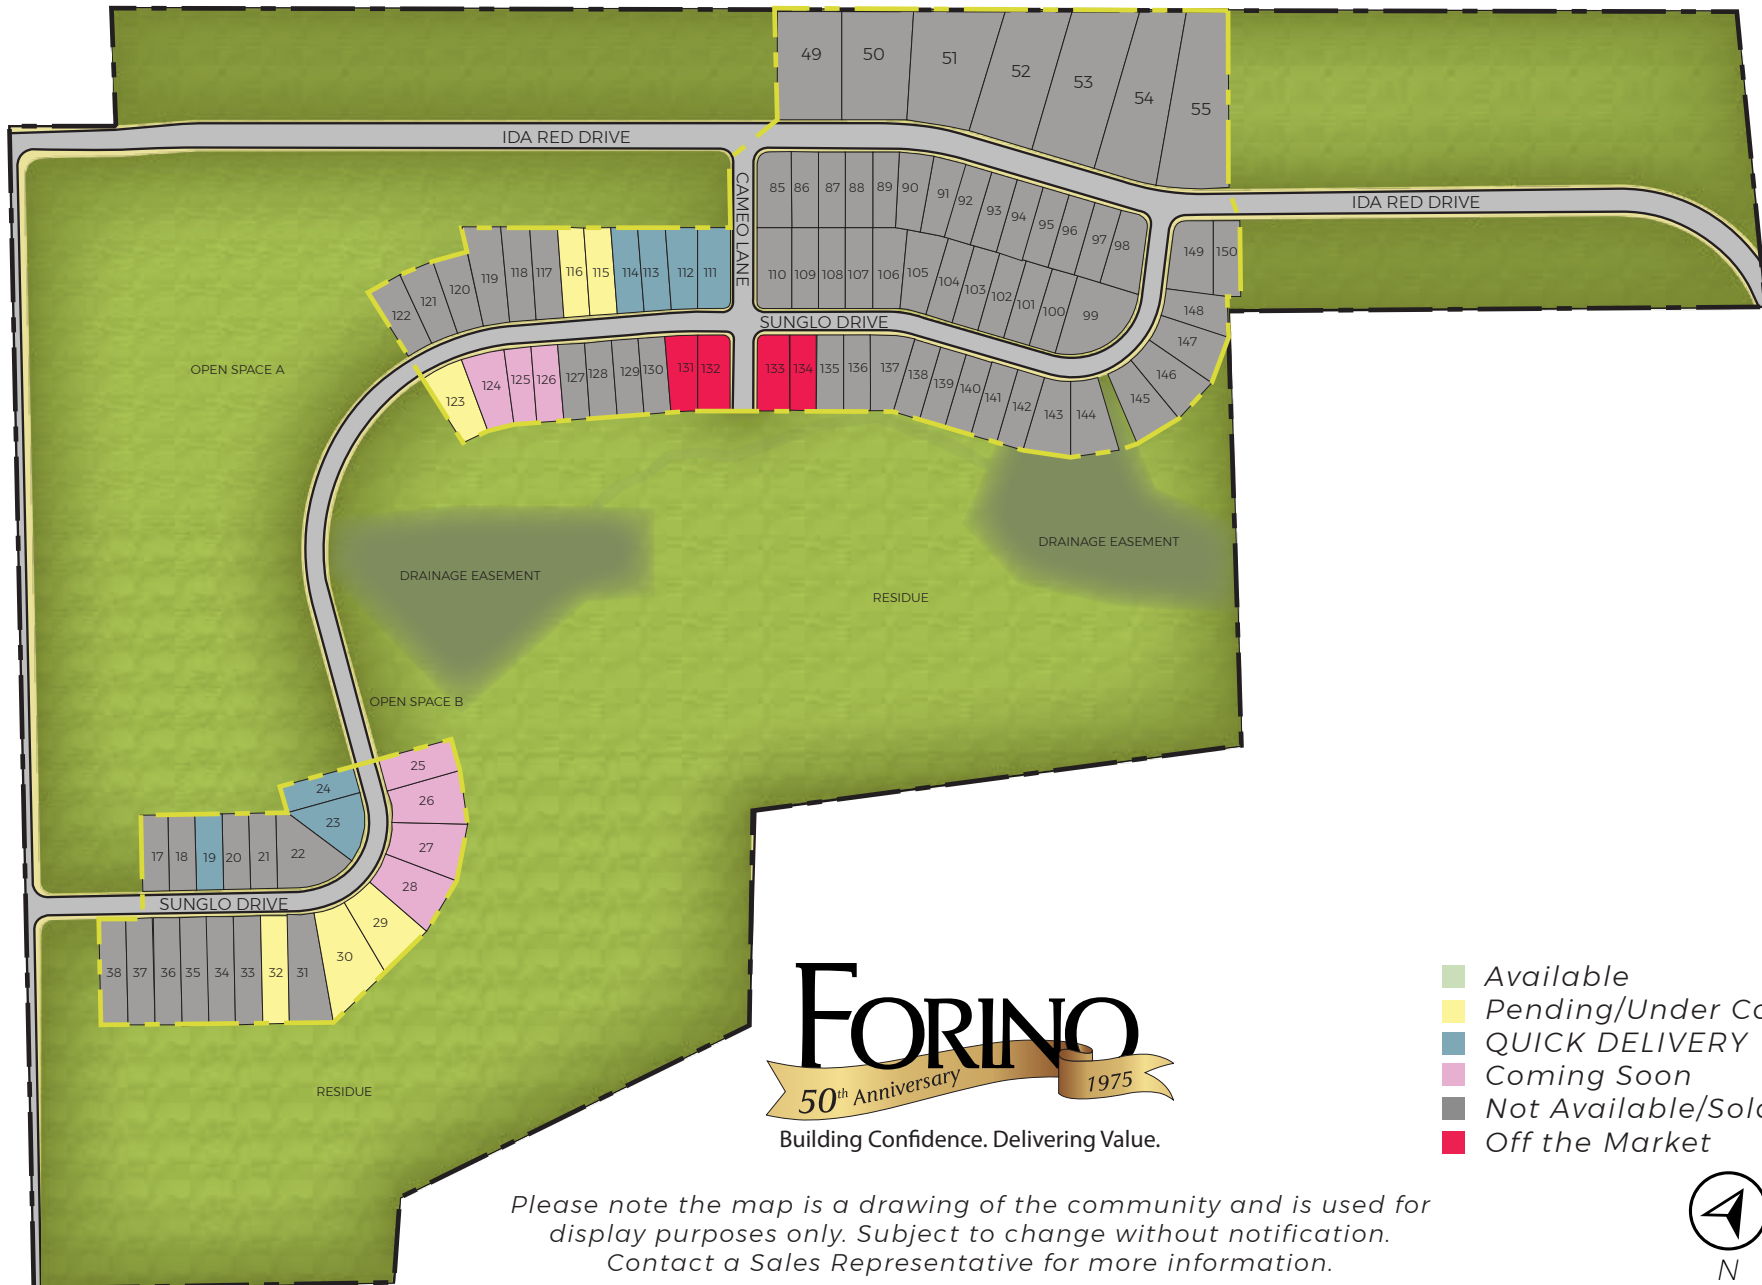 49 50 51 52 53 54 55
IDA RED DRIVE
IDA RED DRIVE
CAMEO LANE
85 86 87 88 89 90 91 92 93 94 95 96 97 98
149 150
122 121 120 119 118 117 116 115 114 113 112 111
110 109 108 107 106 105 104 103 102 101 100 99
148
147
146
145
SUNGLO DRIVE
123 124 125 126 127 128 129 130 131 132
133 134 135 136 137 138 139 140 141 142 143 144
OPEN SPACE A
DRAINAGE EASEMENT
DRAINAGE EASEMENT
RESIDUE
OPEN SPACE B
25
26
27
28
29
30
24
23
17 18 19 20 21 22
SUNGLO DRIVE
38 37 36 35 34 33 32 31
RESIDUE
FORINO
50th Anniversary 1975
Building Confidence. Delivering Value.
Available
Pending/Under Co
QUICK DELIVERY
Coming Soon
Not Available/Sold
Off the Market
Please note the map is a drawing of the community and is used for
display purposes only. Subject to change without notification.
Contact a Sales Representative for more information.
N